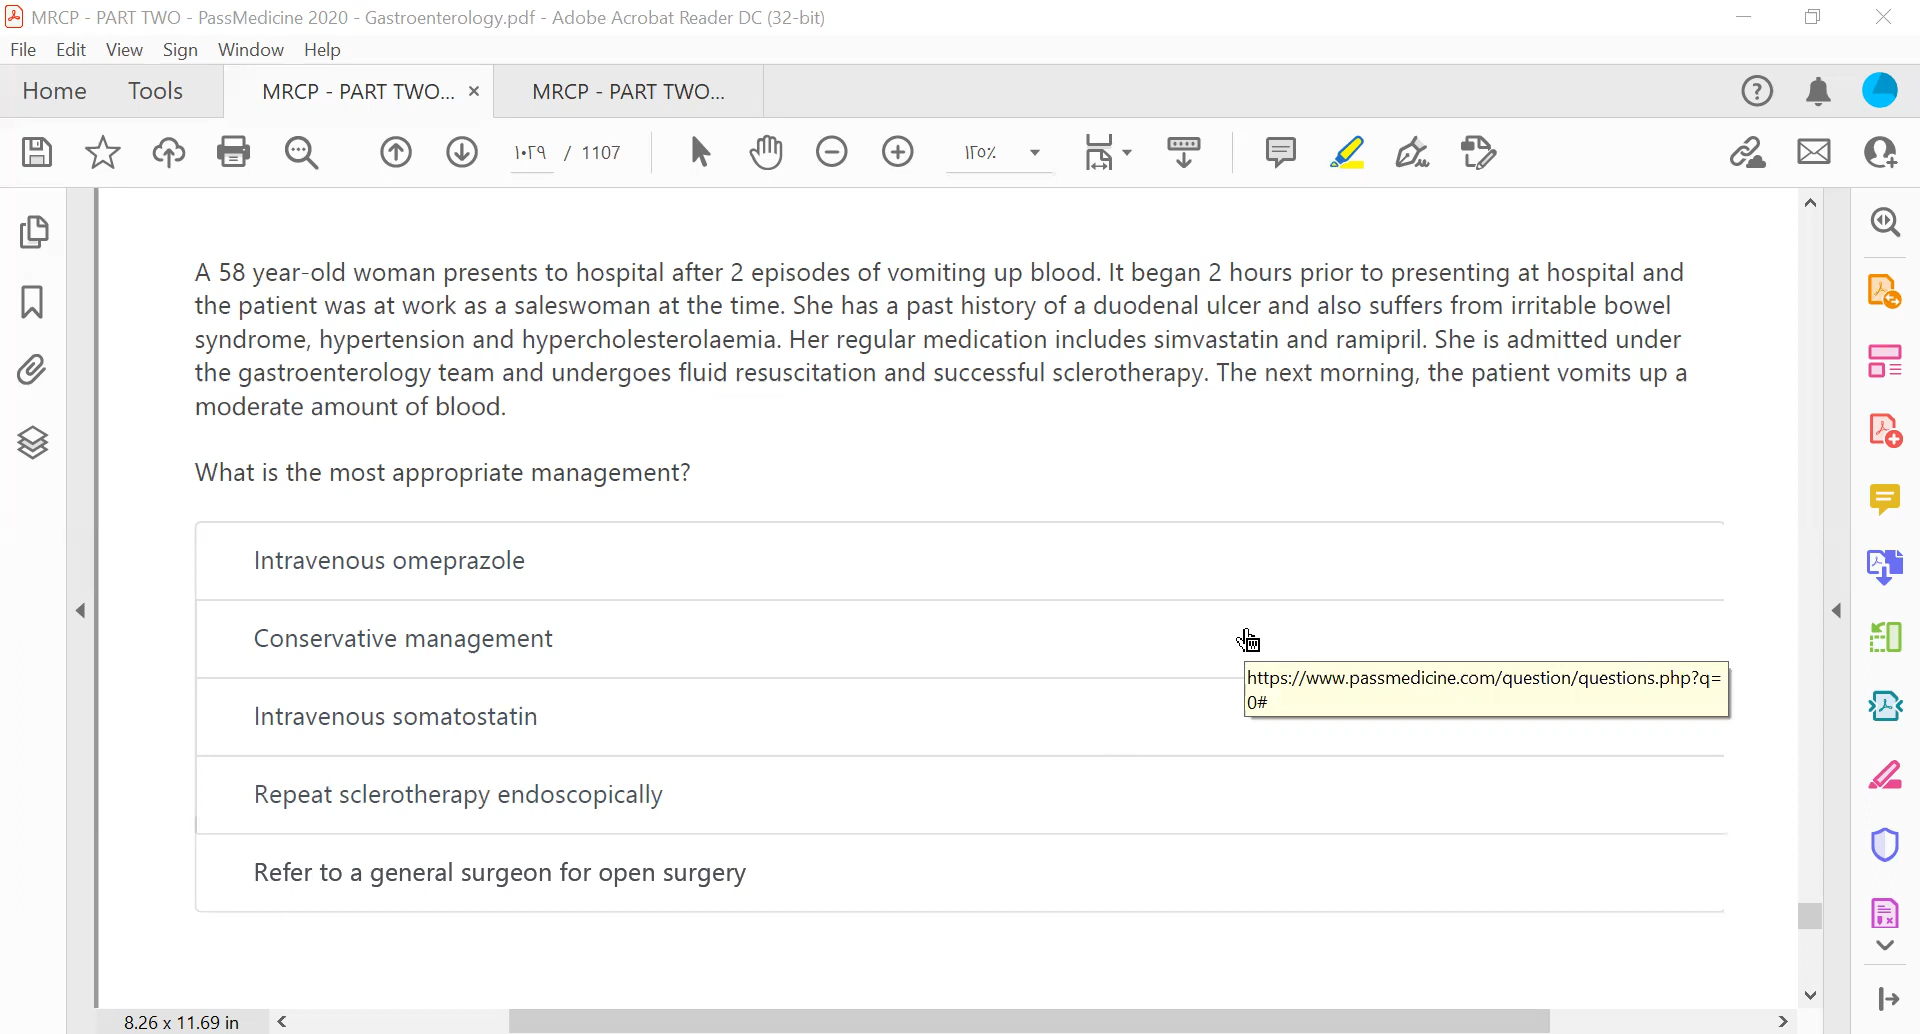 MRCP - PART TWO - PassMedicine 2020 - Gastroenterology.pdf - Adobe Acrobat Reader DC (32-bit)
File Edit View Sign Window Help
Home Tools MRCP - PART TWO... × MRCP - PART TWO...
١٠٢٩ / 1107 ١٢٥٪
A 58 year-old woman presents to hospital after 2 episodes of vomiting up blood. It began 2 hours prior to presenting at hospital and
the patient was at work as a saleswoman at the time. She has a past history of a duodenal ulcer and also suffers from irritable bowel
syndrome, hypertension and hypercholesterolaemia. Her regular medication includes simvastatin and ramipril. She is admitted under
the gastroenterology team and undergoes fluid resuscitation and successful sclerotherapy. The next morning, the patient vomits up a
moderate amount of blood.
What is the most appropriate management?
Intravenous omeprazole
Conservative management
https://www.passmedicine.com/question/questions.php?q=
0#
Intravenous somatostatin
Repeat sclerotherapy endoscopically
Refer to a general surgeon for open surgery
8.26 x 11.69 in